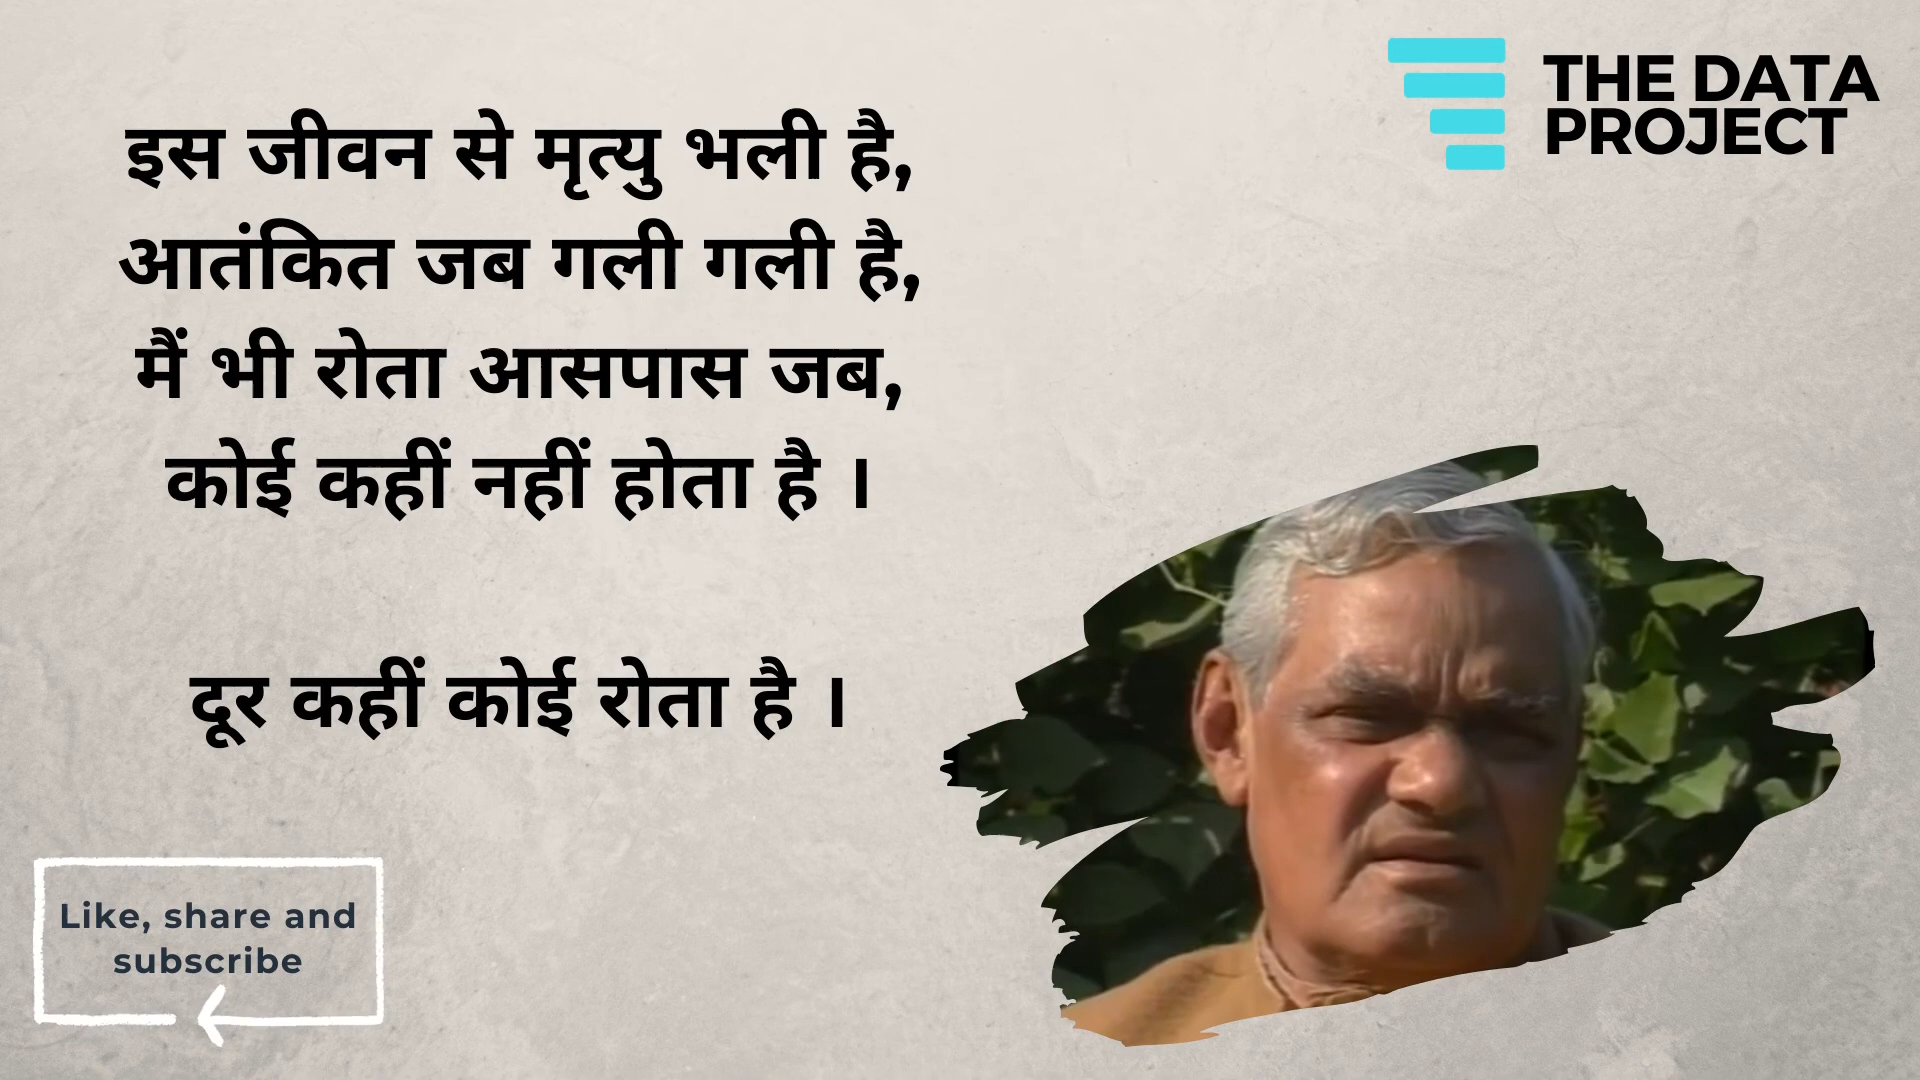 THE DATA
PROJECT
इस जीवन से मृत्यु भली है,
आतंकित जब गली गली है,
मैं भी रोता आसपास जब,
कोई कहीं नहीं होता है ।
दूर कहीं कोई रोता है ।
Like, share and
subscribe